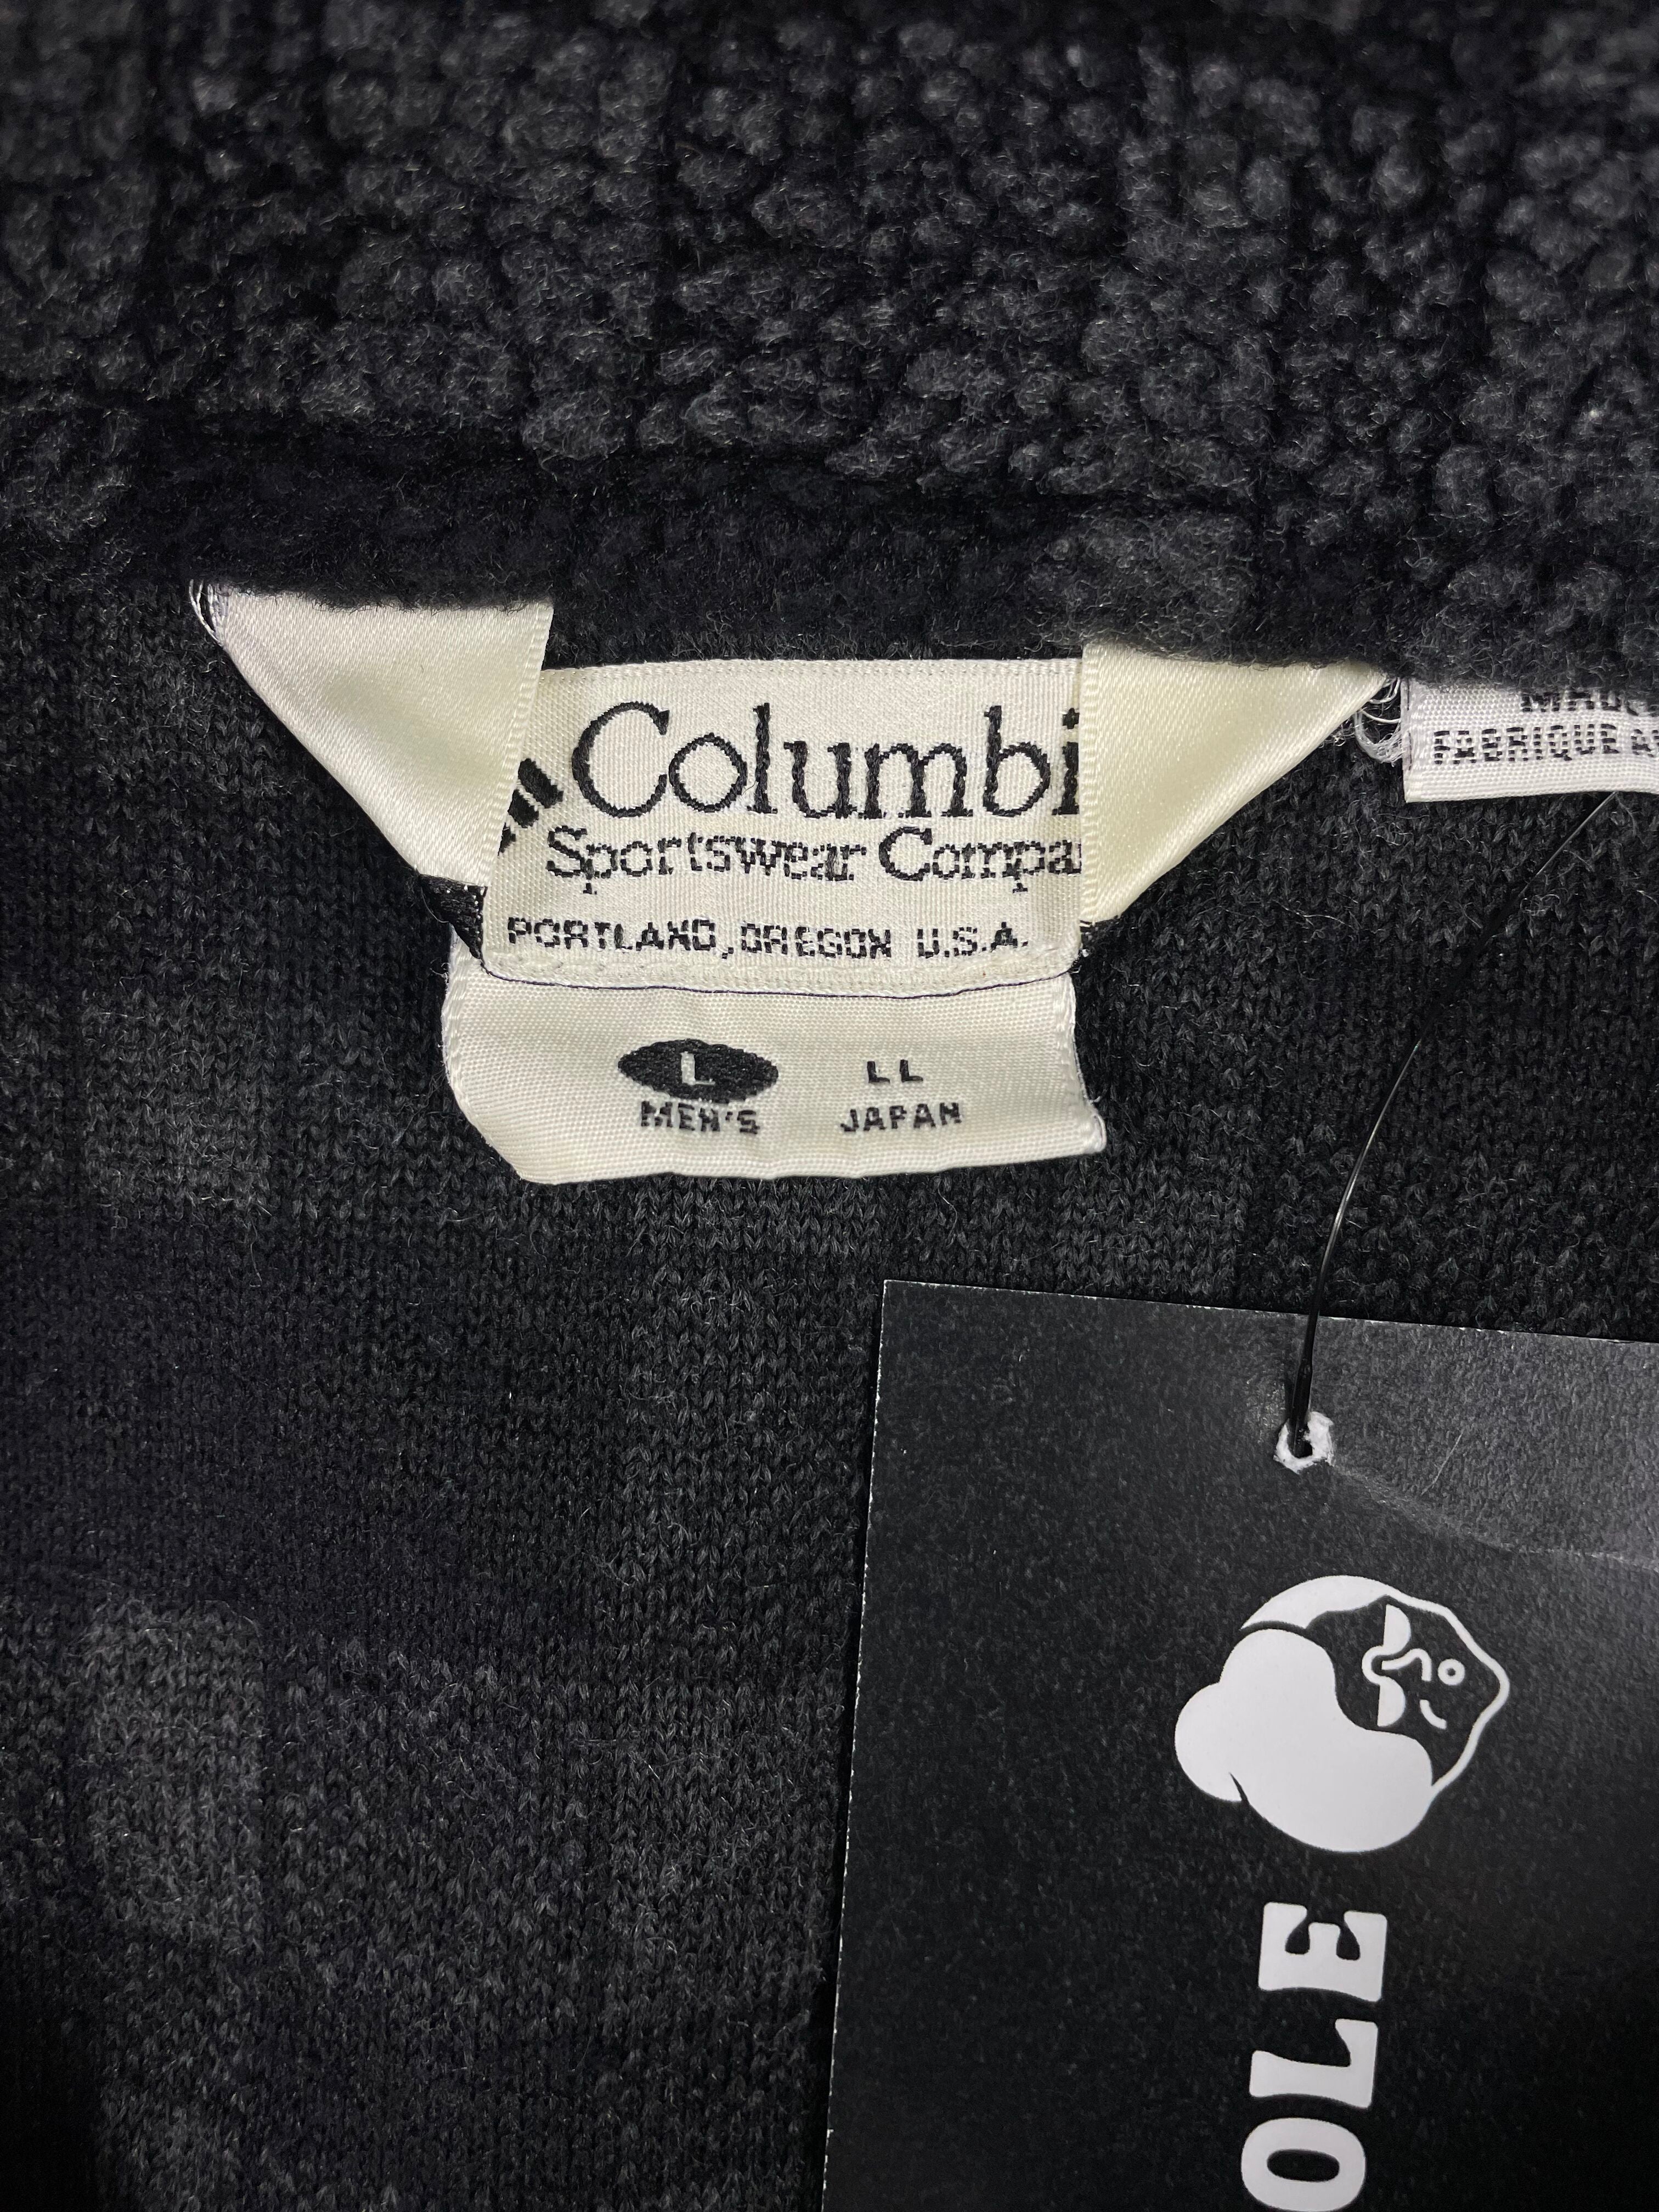 Columbi
Sportswear Compa
PORTLAND, OREGON U.S.A.
L LL
MEN'S JAPAN
FABRIQUE A
OLE